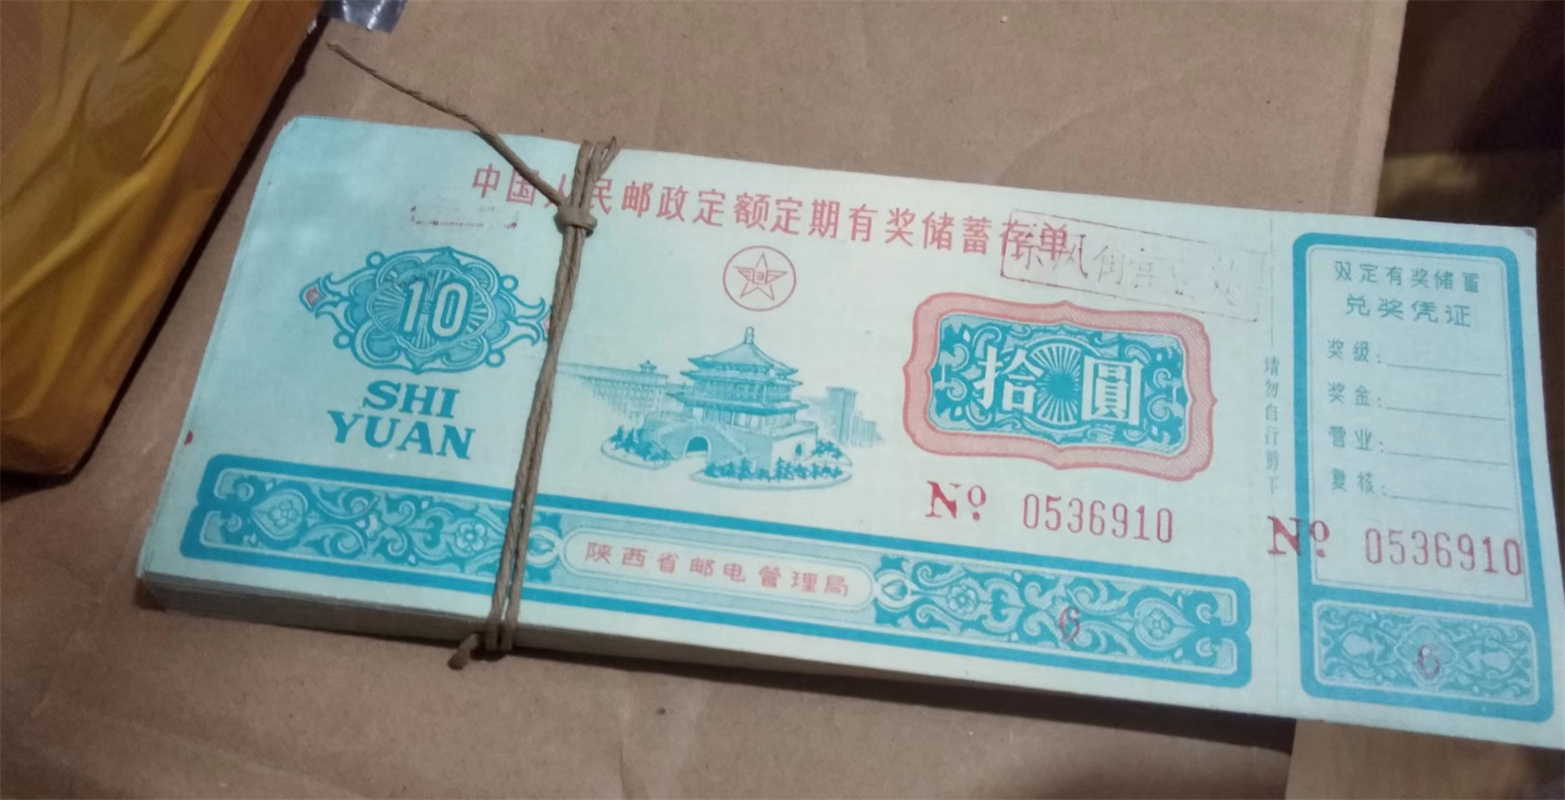 中国人民邮政定额定期有奖储蓄存单
10
SHI
YUAN
拾圓
Nº 0536910
陕西省邮电管理局
6
请勿自行剪下
双定有奖储蓄
兑奖凭证
奖级:
奖金:
营业:
复核:
Nº 0536910
6